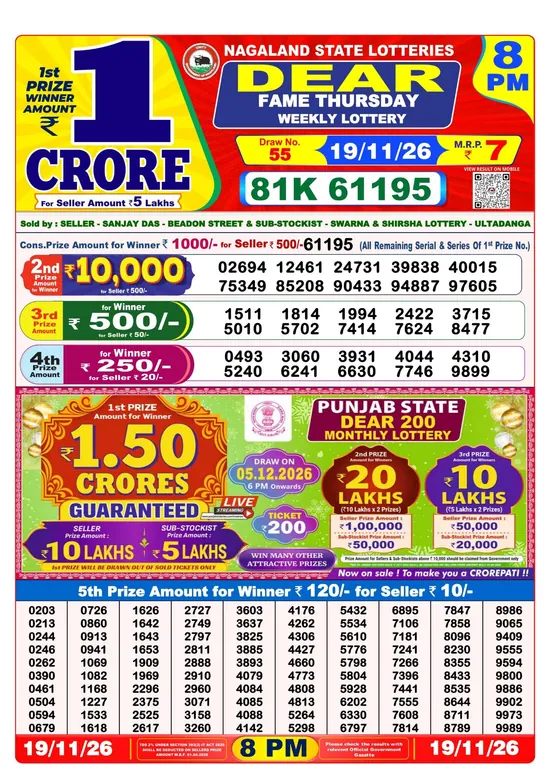 1st
PRIZE
WINNER
AMOUNT
₹ 1
CRORE
For Seller Amount ₹5 Lakhs
NAGALAND STATE LOTTERIES
DEAR
FAME THURSDAY
WEEKLY LOTTERY
8
PM
Draw No.
55
19/11/26
M.R.P.
₹ 7
VIEW RESULT ON MOBILE
81K 61195
Sold by : SELLER - SANJAY DAS - BEADON STREET & SUB-STOCKIST - SWARNA & SHIRSHA LOTTERY - ULTADANGA
Cons.Prize Amount for Winner ₹ 1000/- for Seller ₹ 500/- 61195 (All Remaining Serial & Series Of 1st Prize No.)
2nd
Prize
Amount
for Winner
₹10,000/-
for Seller ₹ 500/-
02694 12461 24731 39838 40015
75349 85208 90433 94887 97605
3rd
Prize
Amount
for Winner
₹ 500/-
for Seller ₹ 50/-
1511 1814 1994 2422 3715
5010 5702 7414 7624 8477
4th
Prize
Amount
for Winner
₹ 250/-
for Seller ₹ 20/-
0493 3060 3931 4044 4310
5240 6241 6630 7746 9899
1st PRIZE
Amount for Winner
₹1.50
CRORES
GUARANTEED
SELLER
Prize Amount :
₹10 LAKHS
SUB-STOCKIST
Prize Amount :
₹5 LAKHS
1st PRIZE WILL BE DRAWN OUT OF SOLD TICKETS ONLY
PUNJAB STATE
DEAR 200
MONTHLY LOTTERY
DRAW ON
05.12.2026
6 PM Onwards
LIVE
STREAMING
TICKET
₹200
WIN MANY OTHER
ATTRACTIVE PRIZES
2nd PRIZE
Amount for Winners
₹20
LAKHS
(₹10 Lakhs x 2 Prizes)
Seller Prize Amount :
₹1,00,000
Sub-Stockist Prize Amount :
₹50,000
3rd PRIZE
Amount for Winners
₹10
LAKHS
(₹5 Lakhs x 2 Prizes)
Seller Prize Amount :
₹50,000
Sub-Stockist Prize Amount :
₹20,000
Prize Amount for Sellers & Sub-Stockists above ₹ 10,000 should be claimed from Government only
Now on sale ! To make you a CROREPATI !!
5th Prize Amount for Winner ₹ 120/- for Seller ₹ 10/-
0203 0726 1626 2727 3603 4176 5432 6895 7847 8986
0213 0860 1642 2749 3637 4262 5534 7106 7858 9065
0244 0913 1643 2797 3825 4306 5610 7181 8096 9409
0246 0941 1653 2811 3885 4427 5776 7241 8230 9555
0262 1069 1909 2888 3893 4660 5798 7266 8355 9594
0390 1082 1969 2910 4079 4773 5804 7396 8433 9800
0461 1168 2296 2960 4084 4808 5928 7441 8535 9886
0504 1227 2375 3071 4085 4813 6202 7555 8644 9902
0594 1533 2525 3158 4088 5264 6330 7608 8711 9973
0679 1618 2617 3260 4142 5298 6797 7814 8789 9989
19/11/26
8 PM
Please check the results with
relevant Official Government
Gazette
19/11/26